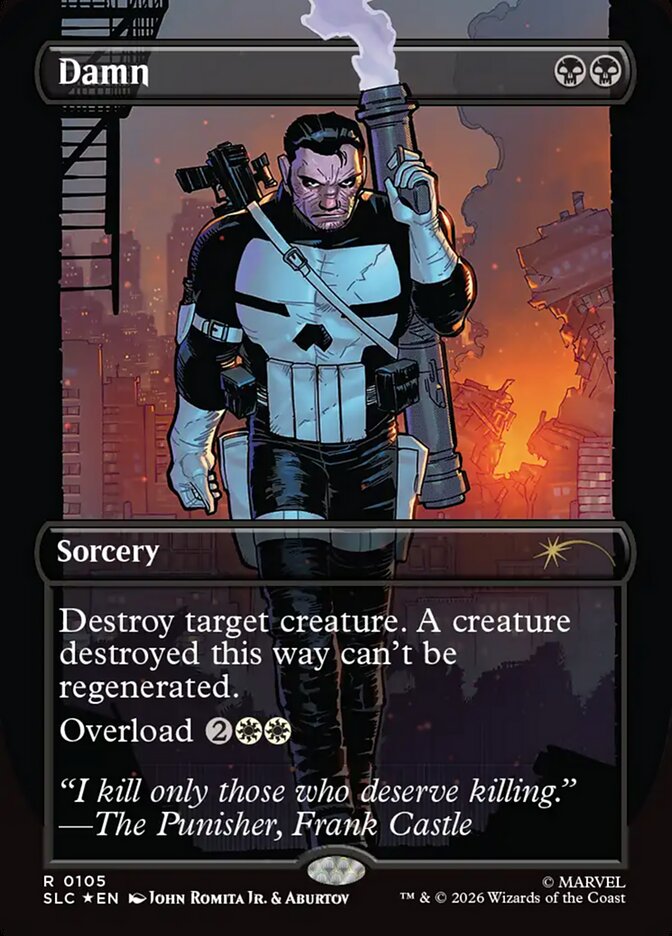 Damn
Sorcery
Destroy target creature. A creature
destroyed this way can’t be
regenerated.
Overload 2
“I kill only those who deserve killing.”
—The Punisher, Frank Castle
R 0105
© MARVEL
SLC ★ EN John Romita Jr. & Aburtov
™ & © 2026 Wizards of the Coast